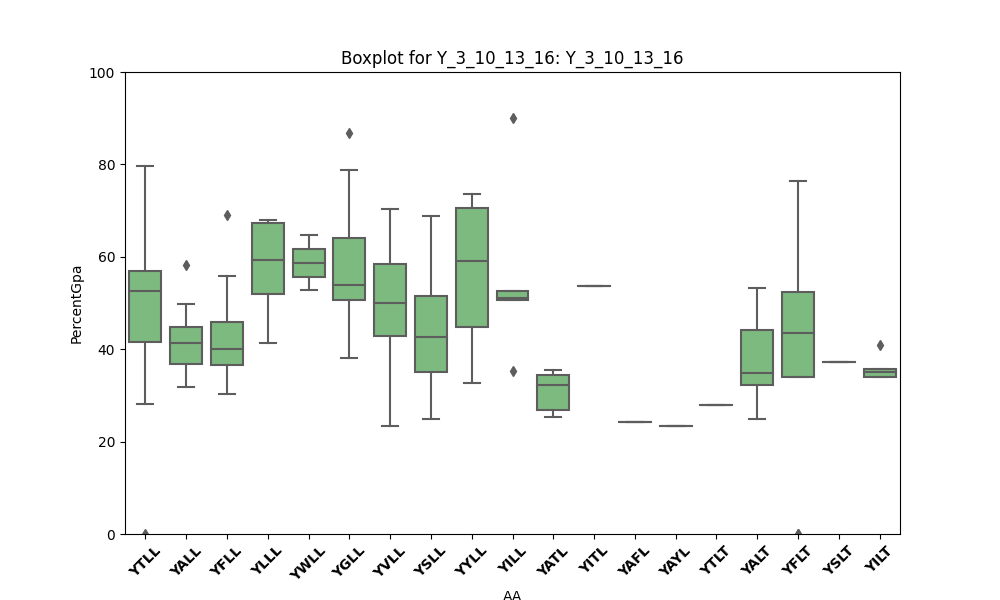 Boxplot for Y_3_10_13_16: Y_3_10_13_16
100
80
60
40
20
0
PercentGpa
YTLL YALL YFLL YLLL YWLL YGLL YVLL YSLL YYLL YILL YATL YITL YAFL YAYL YTLT YALT YFLT YSLT YILT
AA